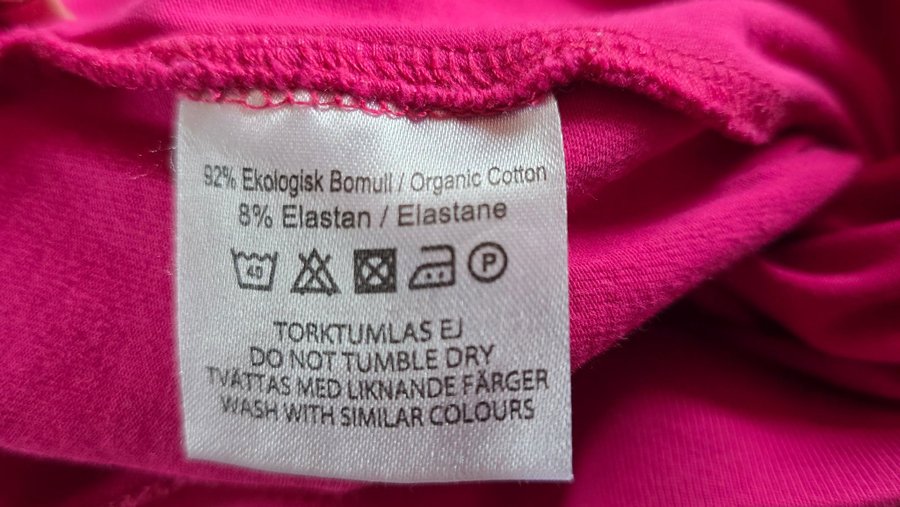 92% Ekologisk Bomull / Organic Cotton
8% Elastan / Elastane
40 P
TORKTUMLAS EJ
DO NOT TUMBLE DRY
TVÄTTAS MED LIKNANDE FÄRGER
WASH WITH SIMILAR COLOURS